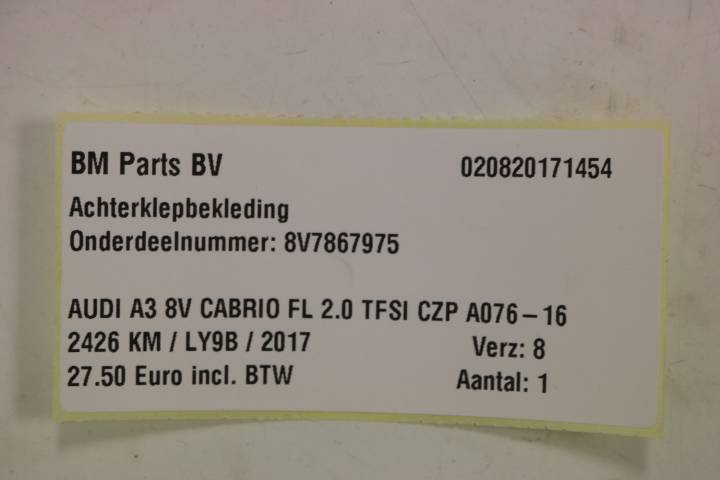 BM Parts BV 020820171454
Achterklepbekleding
Onderdeelnummer: 8V7867975
AUDI A3 8V CABRIO FL 2.0 TFSI CZP A076-16
2426 KM / LY9B / 2017 Verz: 8
27.50 Euro incl. BTW Aantal: 1